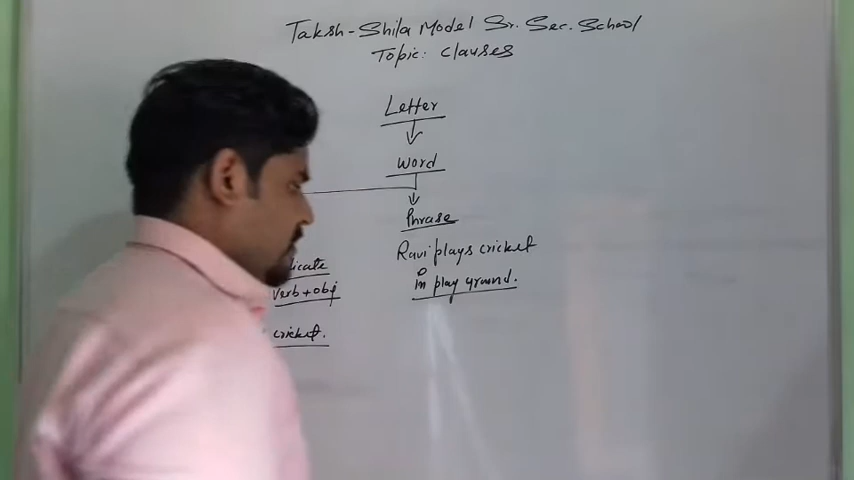 Taksh-Shila Model Sr. Sec. School
Topic: Clauses
Letter
Word
Phrase
Ravi plays cricket
in play ground.
verb + obj
cricket.